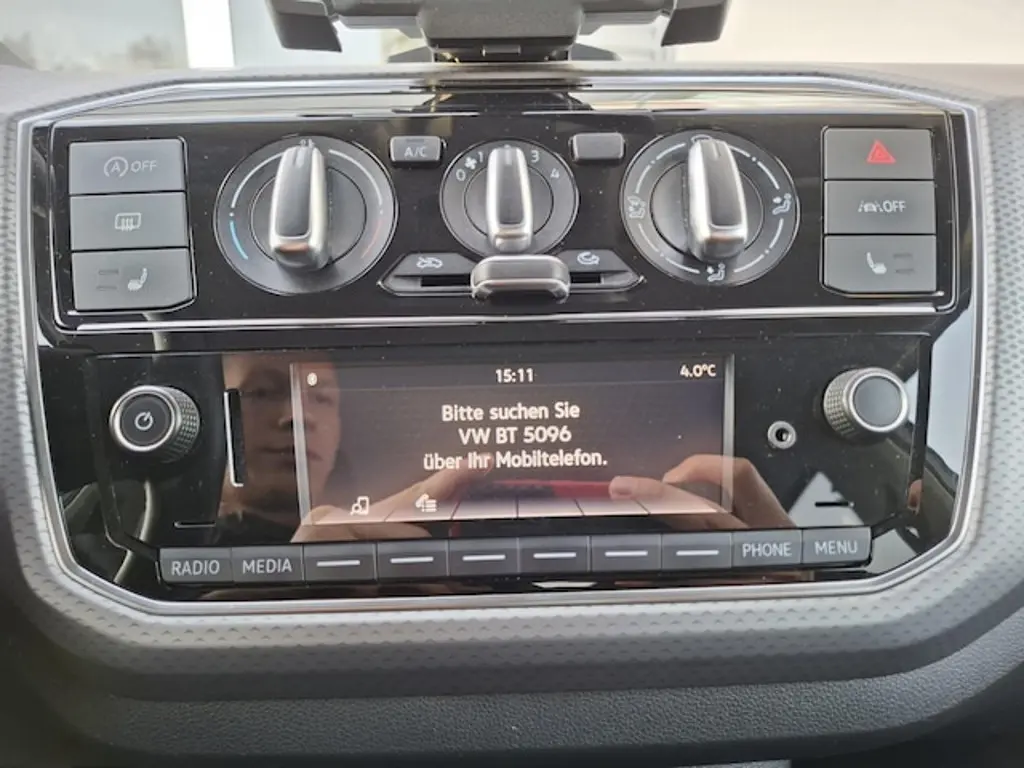 (A) OFF
A/C
0 1 3 4
OFF
15:11
4.0°C
Bitte suchen Sie
VW BT 5096
über Ihr Mobiltelefon.
RADIO
MEDIA
PHONE
MENU